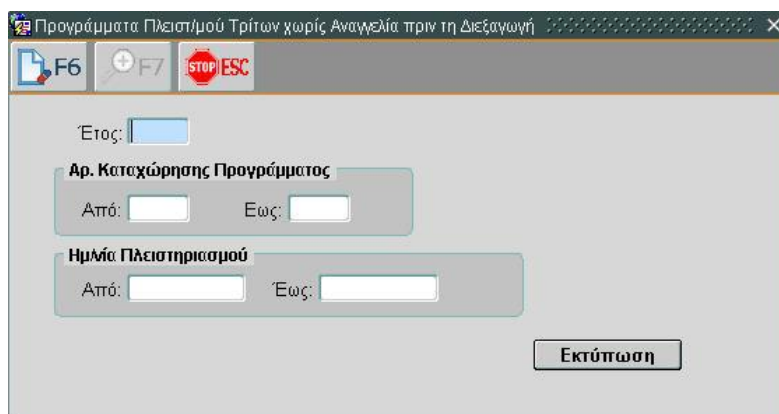 Προγράμματα Πλειστ/μού Τρίτων χωρίς Αναγγελία πριν τη Διεξαγωγή
F6 F7 STOP ESC
Έτος:
Αρ. Καταχώρησης Προγράμματος
Από: Εως:
Ημ/νία Πλειστηριασμού
Από: Έως:
Εκτύπωση